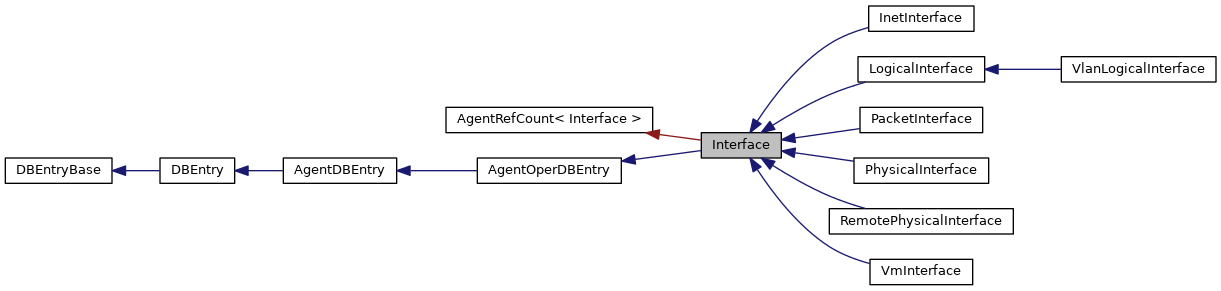 InetInterface
LogicalInterface
VlanLogicalInterface
AgentRefCount< Interface >
PacketInterface
Interface
DBEntryBase
DBEntry
AgentDBEntry
AgentOperDBEntry
PhysicalInterface
RemotePhysicalInterface
VmInterface